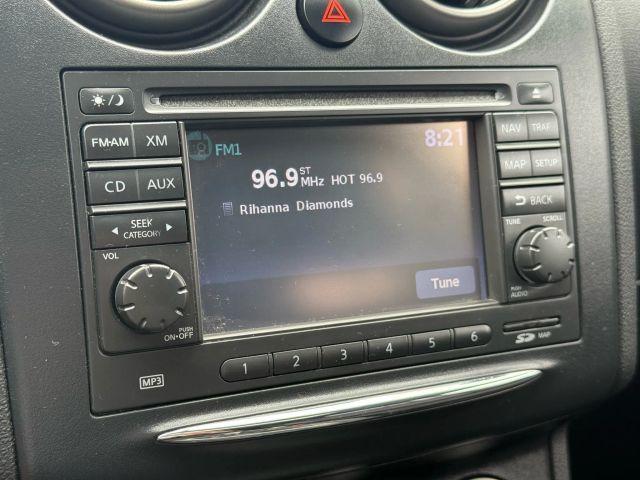 FM1
8:21
96.9 ST MHz HOT 96.9
Rihanna Diamonds
Tune
FM·AM
XM
CD
AUX
SEEK
CATEGORY
VOL
PUSH
ON·OFF
MP3
1 2 3 4 5 6
NAV
TRAF
MAP
SETUP
BACK
TUNE
SCROLL
PUSH
AUDIO
SD MAP